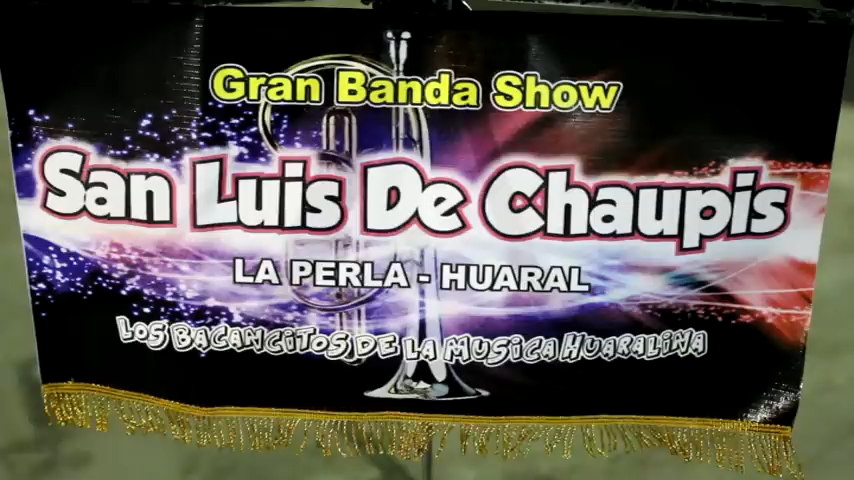 Gran Banda Show
San Luis De Chaupis
LA PERLA - HUARAL
LOS BACANCITOS DE LA MUSICA HUARALINA